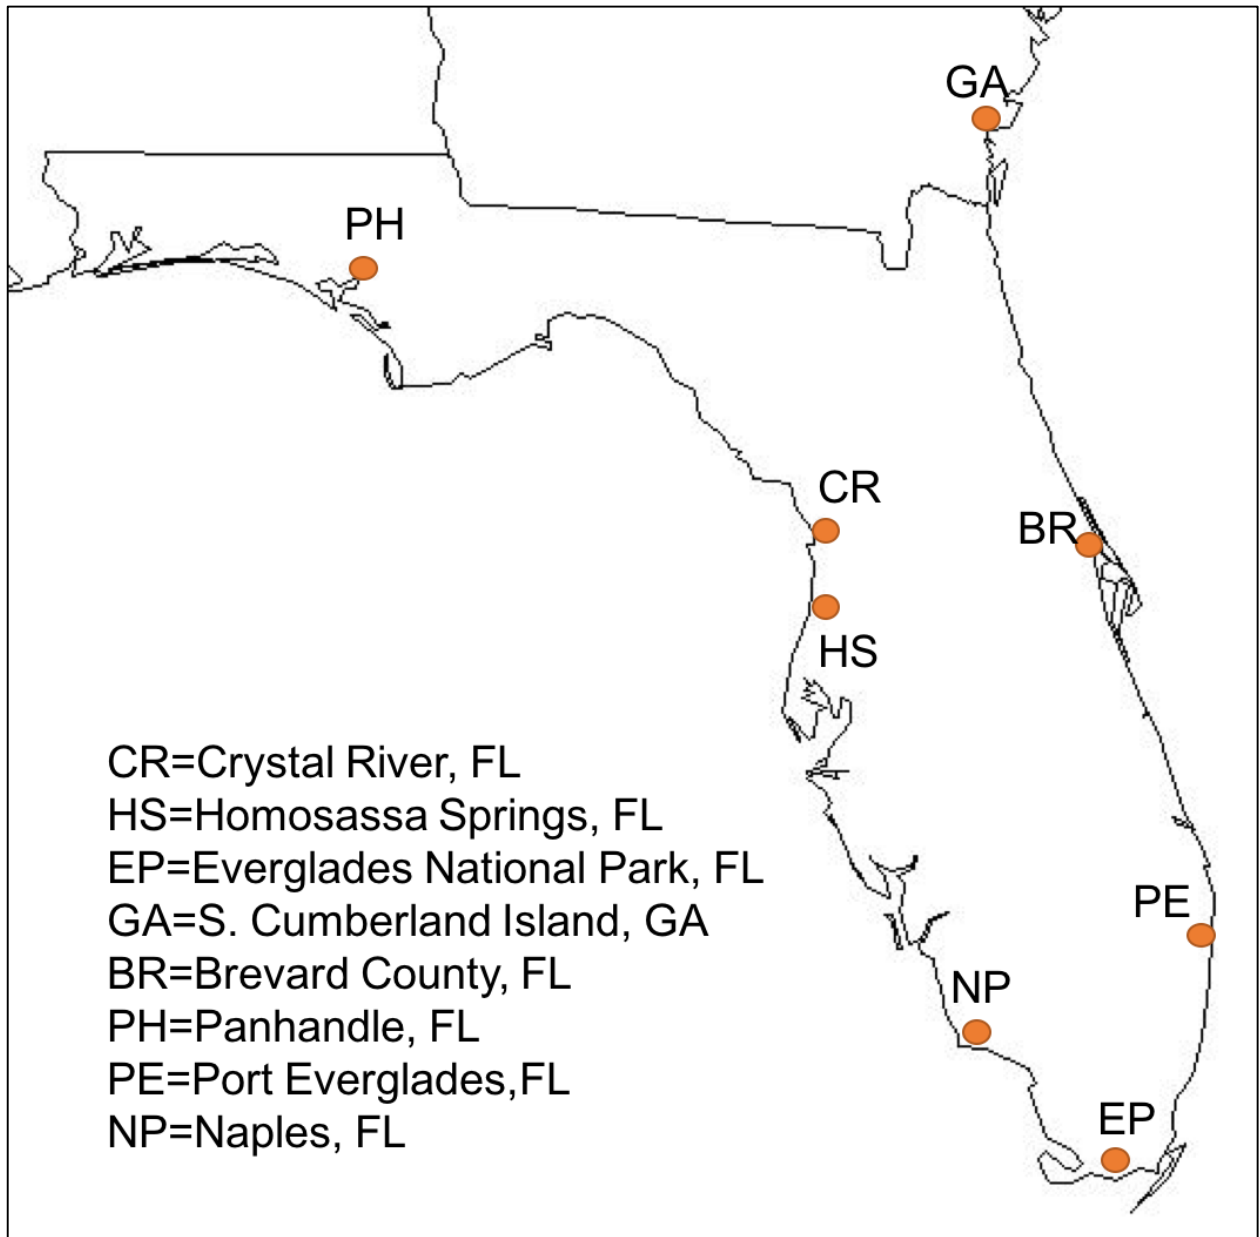 GA
PH
CR
BR
HS
CR=Crystal River, FL
HS=Homosassa Springs, FL
EP=Everglades National Park, FL
GA=S. Cumberland Island, GA
BR=Brevard County, FL
PH=Panhandle, FL
PE=Port Everglades,FL
NP=Naples, FL
PE
NP
EP